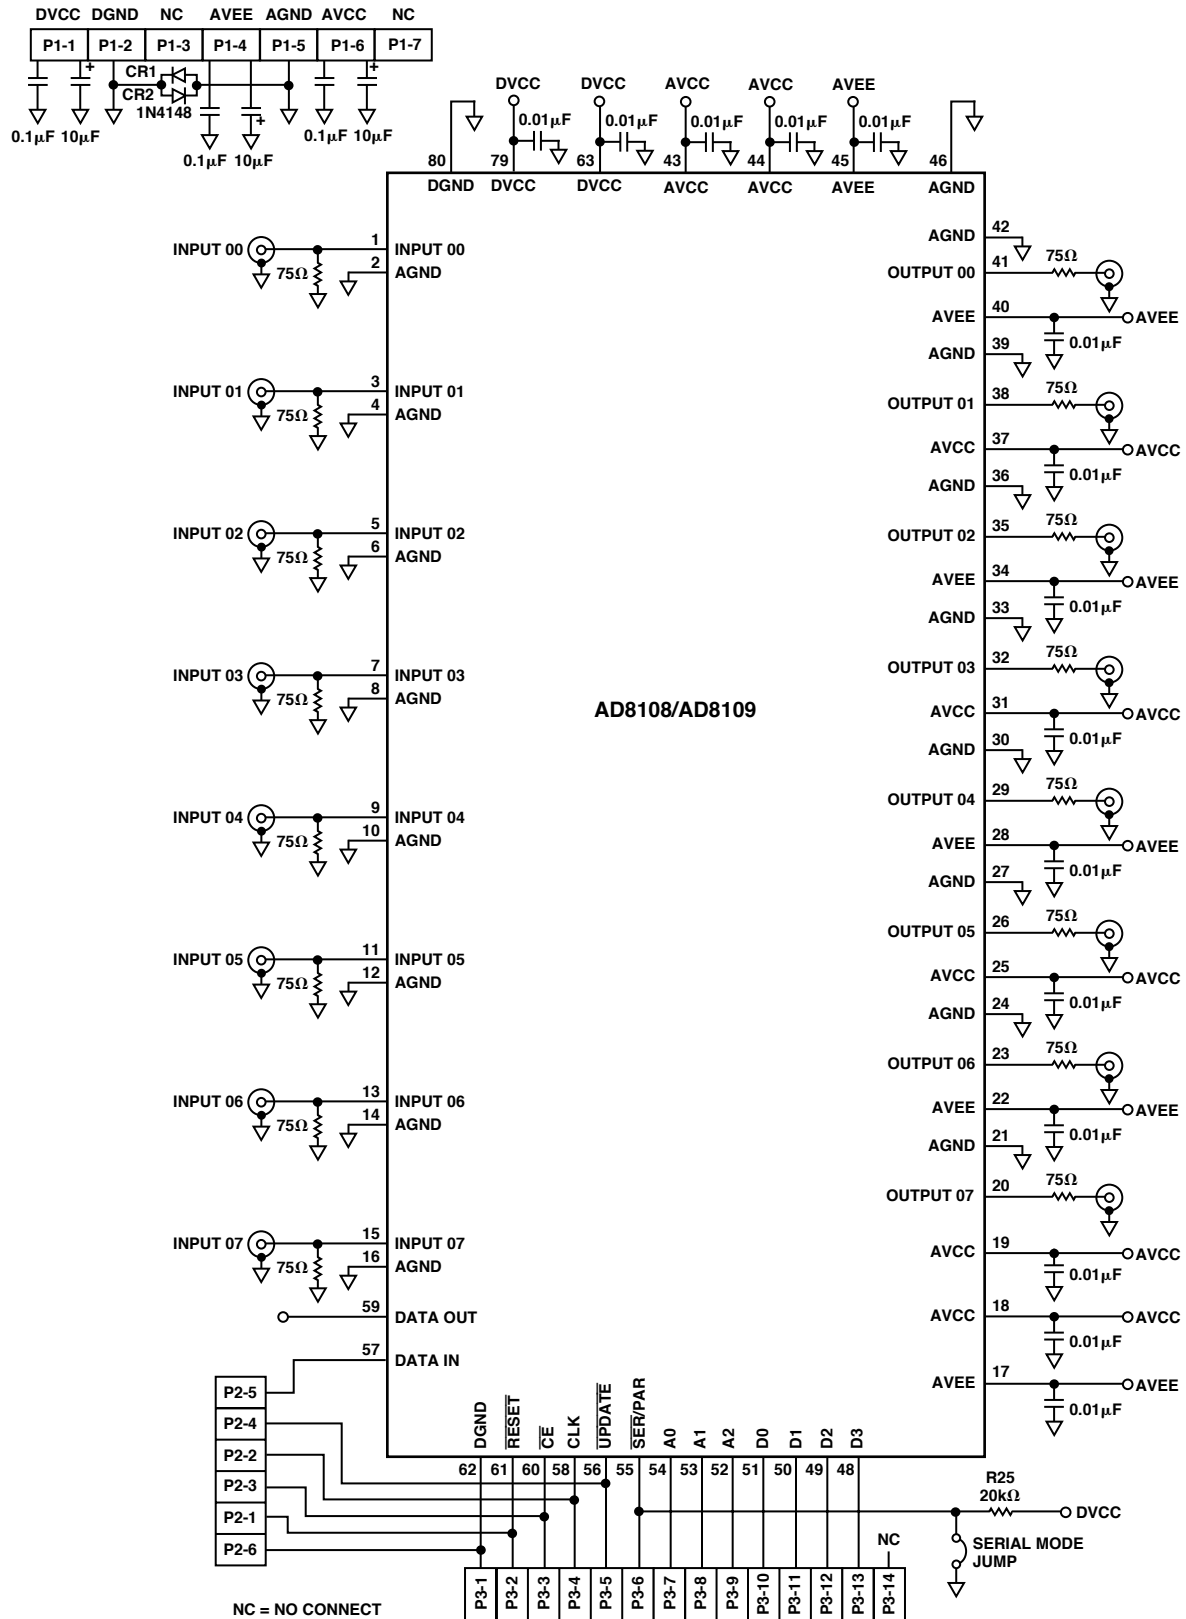 DVCC DGND NC AVEE AGND AVCC NC
P1-1 P1-2 P1-3 P1-4 P1-5 P1-6 P1-7
CR1
CR2
1N4148
+
+
+
0.1µF 10µF
0.1µF 10µF
0.1µF 10µF
DVCC DVCC AVCC AVCC AVEE
0.01µF 0.01µF 0.01µF 0.01µF 0.01µF
80 79 63 43 44 45 46
DGND DVCC DVCC AVCC AVCC AVEE AGND
INPUT 00 75Ω 1 INPUT 00
2 AGND
INPUT 01 75Ω 3 INPUT 01
4 AGND
INPUT 02 75Ω 5 INPUT 02
6 AGND
INPUT 03 75Ω 7 INPUT 03
8 AGND
INPUT 04 75Ω 9 INPUT 04
10 AGND
INPUT 05 75Ω 11 INPUT 05
12 AGND
INPUT 06 75Ω 13 INPUT 06
14 AGND
INPUT 07 75Ω 15 INPUT 07
16 AGND
59 DATA OUT
57 DATA IN
AD8108/AD8109
AGND 42
OUTPUT 00 41 75Ω
AVEE 40 AVEE
0.01µF
AGND 39
OUTPUT 01 38 75Ω
AVCC 37 AVCC
0.01µF
AGND 36
OUTPUT 02 35 75Ω
AVEE 34 AVEE
0.01µF
AGND 33
OUTPUT 03 32 75Ω
AVCC 31 AVCC
0.01µF
AGND 30
OUTPUT 04 29 75Ω
AVEE 28 AVEE
0.01µF
AGND 27
OUTPUT 05 26 75Ω
AVCC 25 AVCC
0.01µF
AGND 24
OUTPUT 06 23 75Ω
AVEE 22 AVEE
0.01µF
AGND 21
OUTPUT 07 20 75Ω
AVCC 19 AVCC
0.01µF
AVCC 18 AVCC
0.01µF
AVEE 17 AVEE
0.01µF
P2-5
P2-4
P2-2
P2-3
P2-1
P2-6
DGND RESET CE CLK UPDATE SER/PAR A0 A1 A2 D0 D1 D2 D3
62 61 60 58 56 55 54 53 52 51 50 49 48
R25
20kΩ
DVCC
SERIAL MODE
JUMP
NC
P3-1 P3-2 P3-3 P3-4 P3-5 P3-6 P3-7 P3-8 P3-9 P3-10 P3-11 P3-12 P3-13 P3-14
NC = NO CONNECT